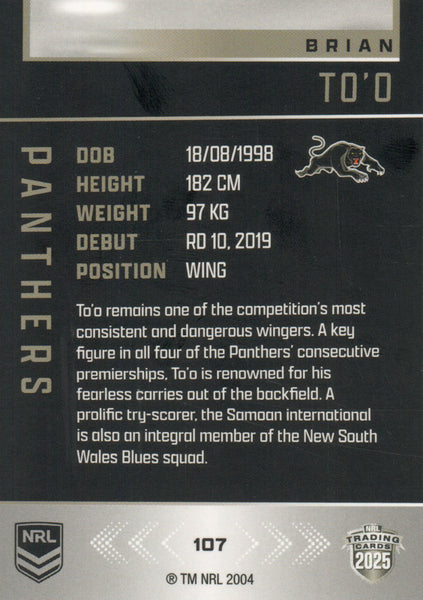 BRIAN
TO'O
PANTHERS
DOB 18/08/1998
HEIGHT 182 CM
WEIGHT 97 KG
DEBUT RD 10, 2019
POSITION WING
To'o remains one of the competition's most
consistent and dangerous wingers. A key
figure in all four of the Panthers' consecutive
premierships, To'o is renowned for his
fearless carries out of the backfield. A
prolific try-scorer, the Samoan international
is also an integral member of the New South
Wales Blues squad.
NRL
107
® TM NRL 2004
NRL
TRADING
CARDS
2025